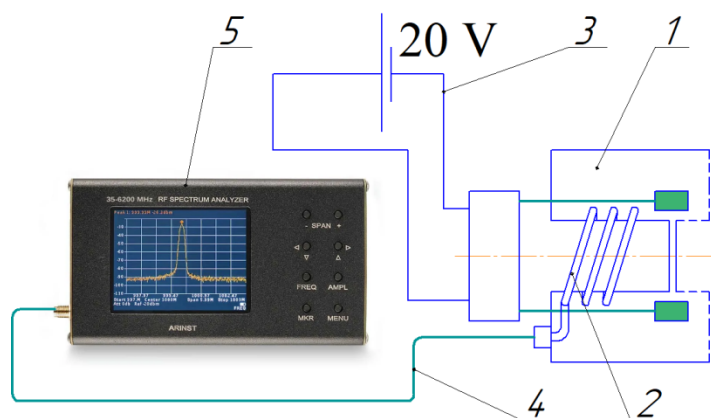 5
20 V
3
1
35-6200 MHz RF SPECTRUM ANALYZER
- SPAN +
FREQ AMPL
MKR MENU
ARINST
4
2